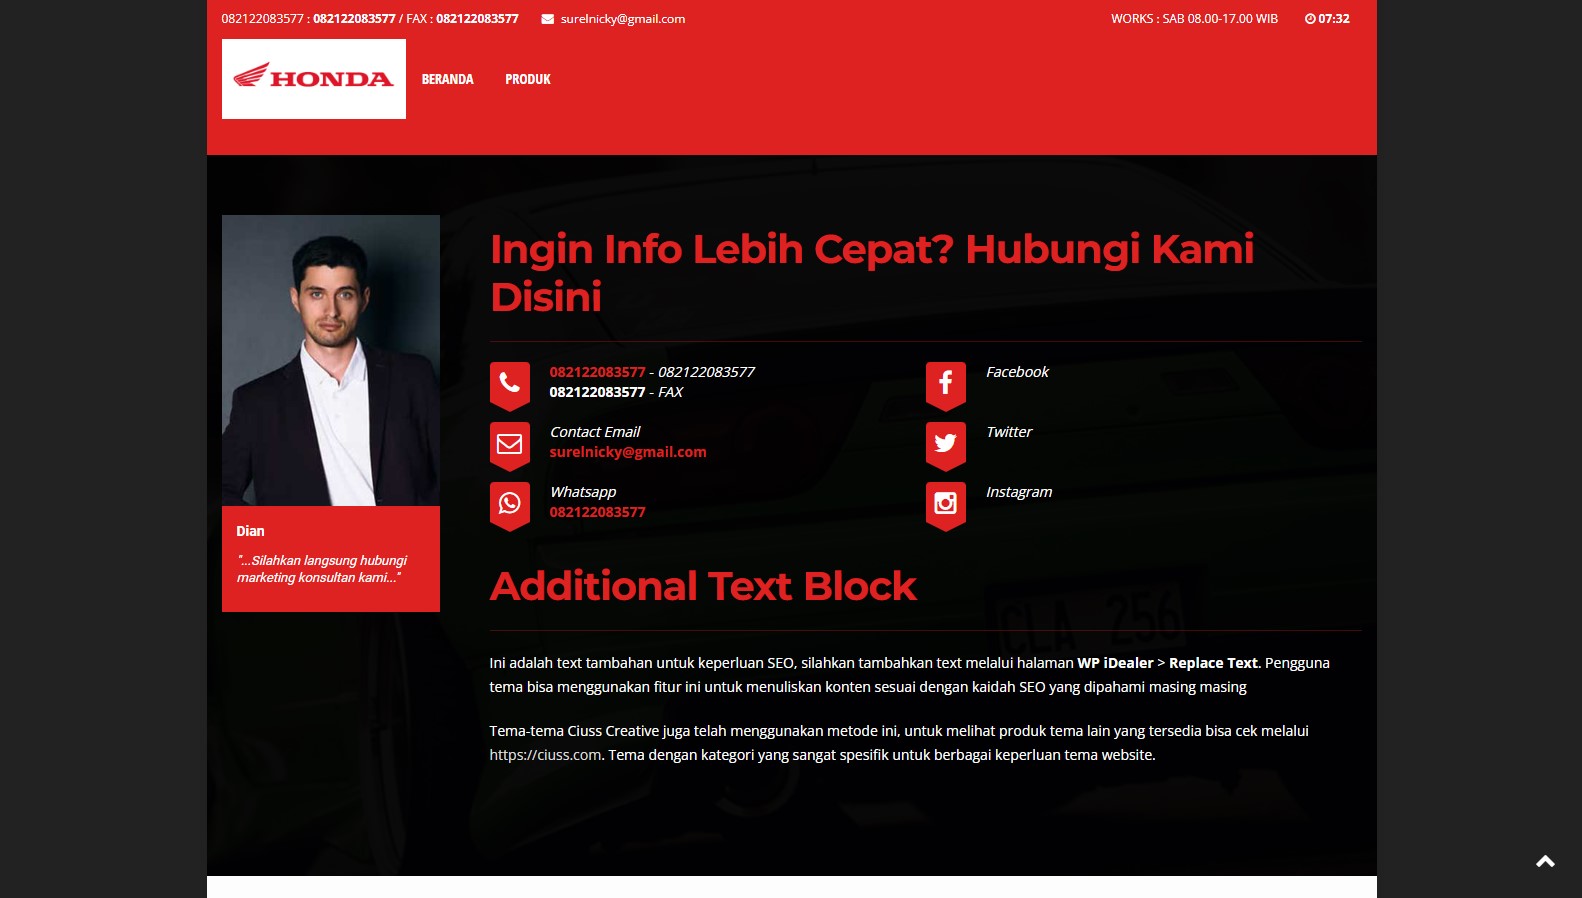 082122083577 : 082122083577 / FAX : 082122083577 surelnicky@gmail.com WORKS : SAB 08.00-17.00 WIB 07:32
HONDA BERANDA PRODUK
Ingin Info Lebih Cepat? Hubungi Kami
Disini
082122083577 - 082122083577
082122083577 - FAX
Facebook
Contact Email
surelnicky@gmail.com
Twitter
Whatsapp
082122083577
Instagram
Dian
"...Silahkan langsung hubungi
marketing konsultan kami..."
Additional Text Block
CLA 256
Ini adalah text tambahan untuk keperluan SEO, silahkan tambahkan text melalui halaman WP iDealer > Replace Text. Pengguna
tema bisa menggunakan fitur ini untuk menuliskan konten sesuai dengan kaidah SEO yang dipahami masing masing
Tema-tema Ciuss Creative juga telah menggunakan metode ini, untuk melihat produk tema lain yang tersedia bisa cek melalui
https://ciuss.com. Tema dengan kategori yang sangat spesifik untuk berbagai keperluan tema website.